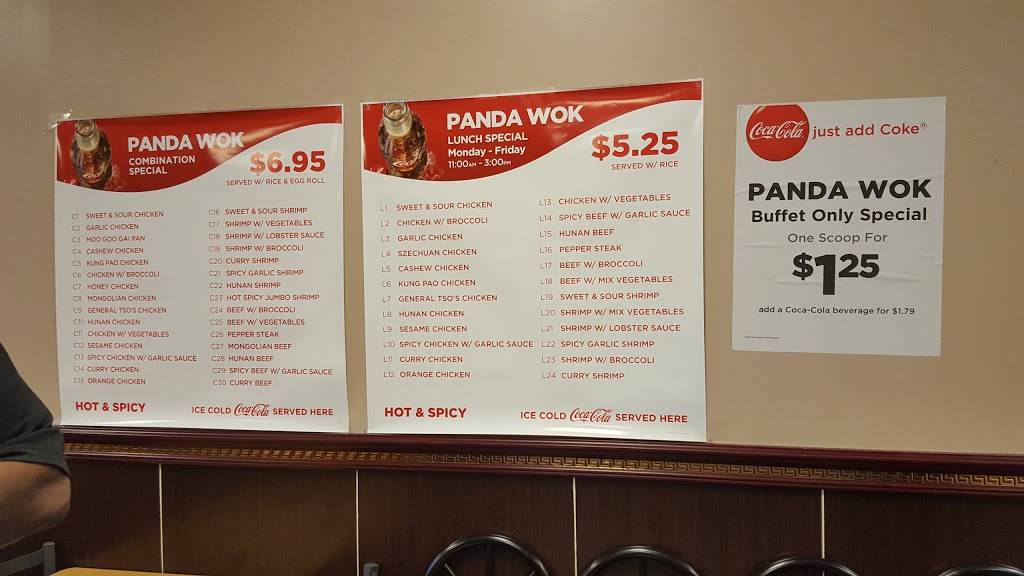 PANDA WOK
COMBINATION
SPECIAL
$6.95
SERVED W/ RICE & EGG ROLL
C1 SWEET & SOUR CHICKEN
C2 GARLIC CHICKEN
C3 MOO GOO GAI PAN
C4 CASHEW CHICKEN
C5 KUNG PAO CHICKEN
C6 CHICKEN W/ BROCCOLI
C7 HONEY CHICKEN
C8 MONGOLIAN CHICKEN
C9 GENERAL TSO'S CHICKEN
C10 HUNAN CHICKEN
C11 CHICKEN W/ VEGETABLES
C12 SESAME CHICKEN
C13 SPICY CHICKEN W/ GARLIC SAUCE
C14 CURRY CHICKEN
C15 ORANGE CHICKEN
C16 SWEET & SOUR SHRIMP
C17 SHRIMP W/ VEGETABLES
C18 SHRIMP W/ LOBSTER SAUCE
C19 SHRIMP W/ BROCCOLI
C20 CURRY SHRIMP
C21 SPICY GARLIC SHRIMP
C22 HUNAN SHRIMP
C23 HOT SPICY JUMBO SHRIMP
C24 BEEF W/ BROCCOLI
C25 BEEF W/ VEGETABLES
C26 PEPPER STEAK
C27 MONGOLIAN BEEF
C28 HUNAN BEEF
C29 SPICY BEEF W/ GARLIC SAUCE
C30 CURRY BEEF
HOT & SPICY
ICE COLD Coca-Cola SERVED HERE
PANDA WOK
LUNCH SPECIAL
Monday - Friday
11:00AM - 3:00PM
$5.25
SERVED W/ RICE
L1 SWEET & SOUR CHICKEN
L2 CHICKEN W/ BROCCOLI
L3 GARLIC CHICKEN
L4 SZECHUAN CHICKEN
L5 CASHEW CHICKEN
L6 KUNG PAO CHICKEN
L7 GENERAL TSO'S CHICKEN
L8 HUNAN CHICKEN
L9 SESAME CHICKEN
L10 SPICY CHICKEN W/ GARLIC SAUCE
L11 CURRY CHICKEN
L12 ORANGE CHICKEN
L13 CHICKEN W/ VEGETABLES
L14 SPICY BEEF W/ GARLIC SAUCE
L15 HUNAN BEEF
L16 PEPPER STEAK
L17 BEEF W/ BROCCOLI
L18 BEEF W/ MIX VEGETABLES
L19 SWEET & SOUR SHRIMP
L20 SHRIMP W/ MIX VEGETABLES
L21 SHRIMP W/ LOBSTER SAUCE
L22 SPICY GARLIC SHRIMP
L23 SHRIMP W/ BROCCOLI
L24 CURRY SHRIMP
HOT & SPICY
ICE COLD Coca-Cola SERVED HERE
Coca-Cola just add Coke®
PANDA WOK
Buffet Only Special
One Scoop For
$1.25
add a Coca-Cola beverage for $1.79